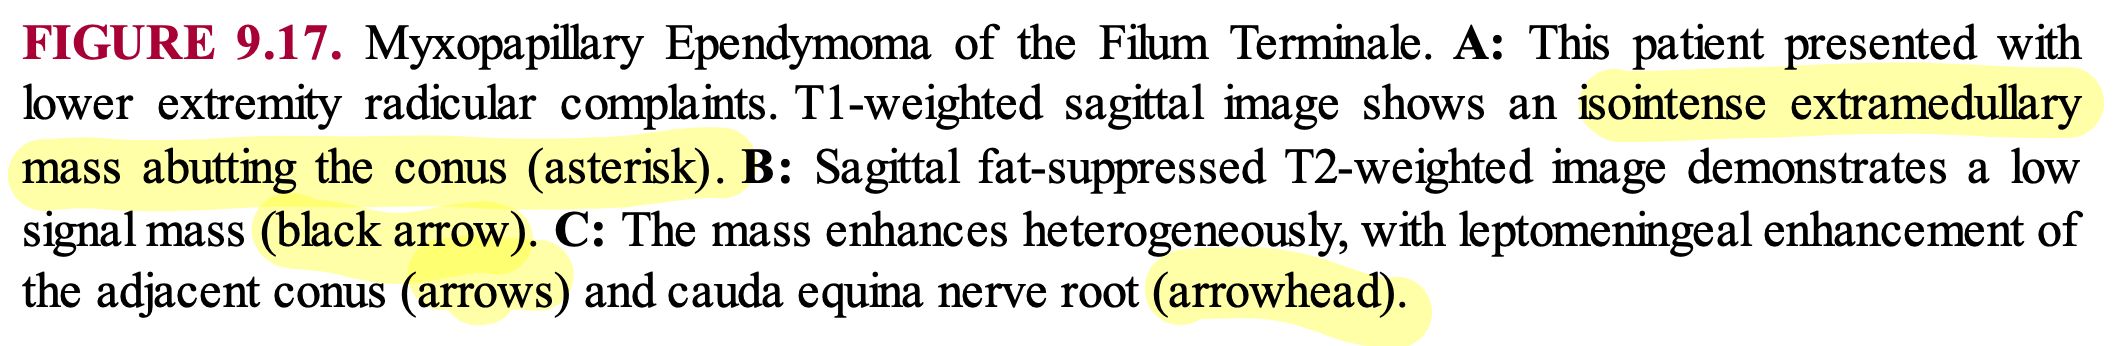 FIGURE 9.17. Myxopapillary Ependymoma of the Filum Terminale. A: This patient presented with
lower extremity radicular complaints. T1-weighted sagittal image shows an isointense extramedullary
mass abutting the conus (asterisk). B: Sagittal fat-suppressed T2-weighted image demonstrates a low
signal mass (black arrow). C: The mass enhances heterogeneously, with leptomeningeal enhancement of
the adjacent conus (arrows) and cauda equina nerve root (arrowhead).